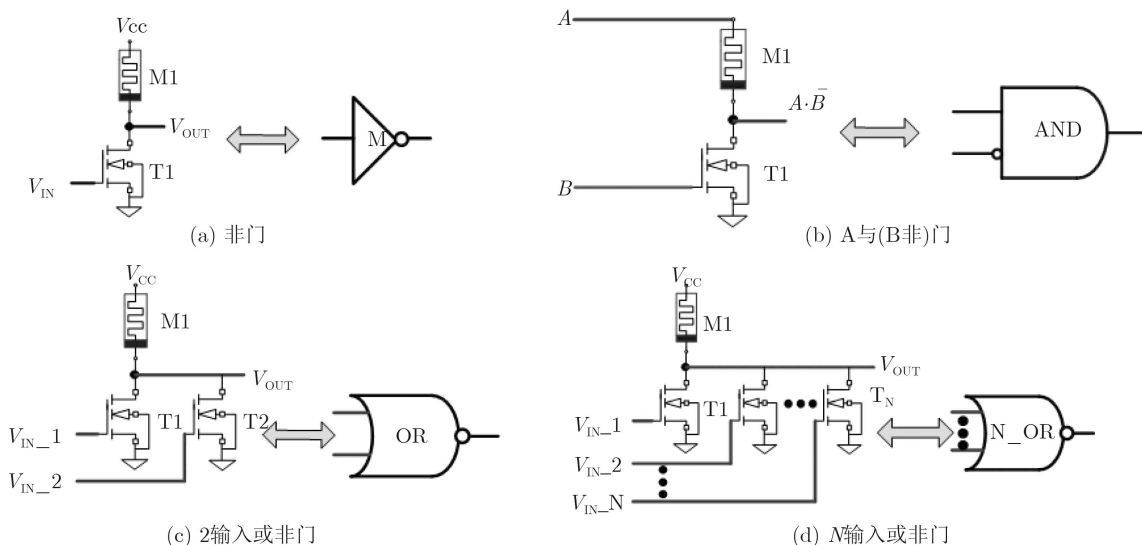 Vcc
M1
V_OUT
M
T1
V_IN
(a) 非门
A
M1
A·B̄
AND
T1
B
(b) A与(B非)门
V_CC
M1
V_OUT
T1
T2
OR
V_IN_1
V_IN_2
(c) 2输入或非门
V_CC
M1
V_OUT
T1
T_N
N_OR
V_IN_1
V_IN_2
V_IN_N
(d) N输入或非门